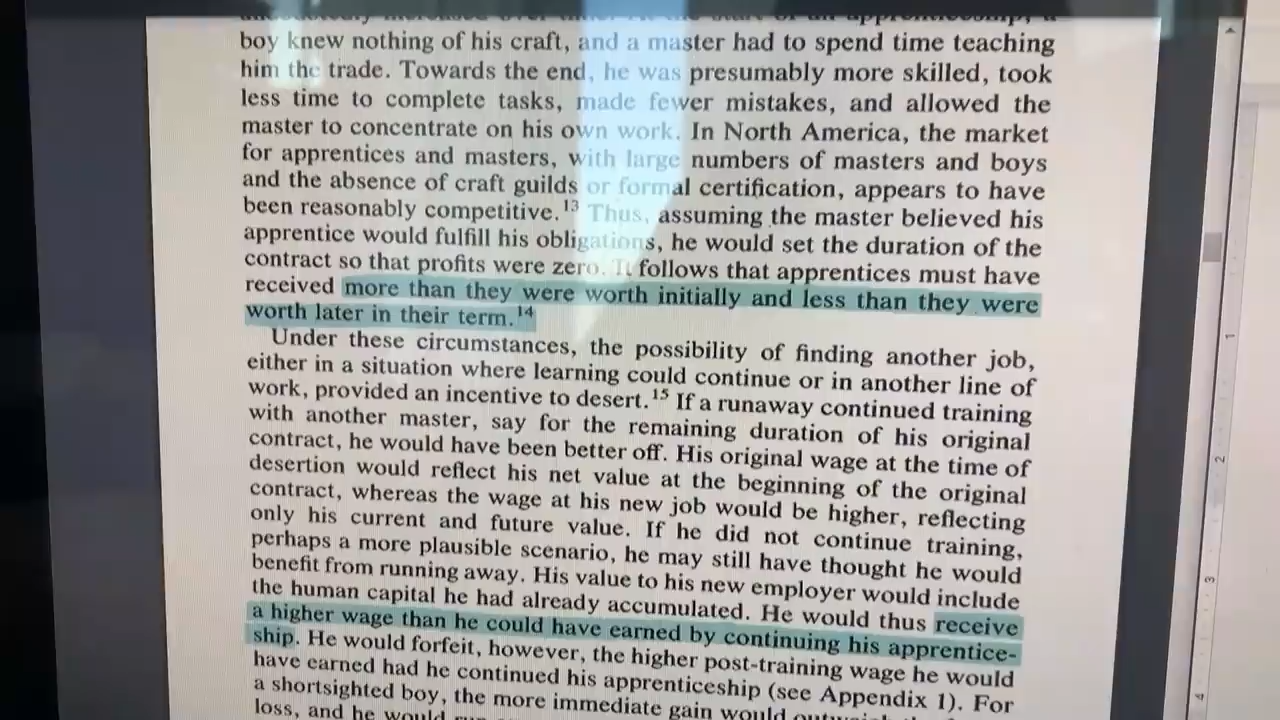 boy knew nothing of his craft, and a master had to spend time teaching
him the trade. Towards the end, he was presumably more skilled, took
less time to complete tasks, made fewer mistakes, and allowed the
master to concentrate on his own work. In North America, the market
for apprentices and masters, with large numbers of masters and boys
and the absence of craft guilds or formal certification, appears to have
been reasonably competitive.13 Thus, assuming the master believed his
apprentice would fulfill his obligations, he would set the duration of the
contract so that profits were zero. It follows that apprentices must have
received more than they were worth initially and less than they were
worth later in their term.14
Under these circumstances, the possibility of finding another job,
either in a situation where learning could continue or in another line of
work, provided an incentive to desert.15 If a runaway continued training
with another master, say for the remaining duration of his original
contract, he would have been better off. His original wage at the time of
desertion would reflect his net value at the beginning of the original
contract, whereas the wage at his new job would be higher, reflecting
only his current and future value. If he did not continue training,
perhaps a more plausible scenario, he may still have thought he would
benefit from running away. His value to his new employer would include
the human capital he had already accumulated. He would thus receive
a higher wage than he could have earned by continuing his apprentice-
ship. He would forfeit, however, the higher post-training wage he would
have earned had he continued his apprenticeship (see Appendix 1). For
a shortsighted boy, the more immediate gain would
loss, and he would
1
2
3
4